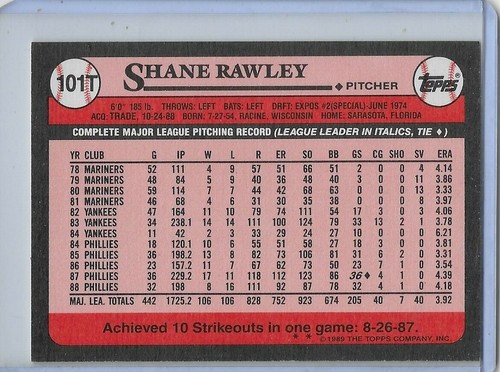 101T
SHANE RAWLEY
PITCHER
TOPPS®
6'0" 185 lb. THROWS: LEFT BATS: LEFT DRFT: EXPOS #2(SPECIAL)-JUNE 1974
ACQ: TRADE, 10-24-88 BORN: 7-27-54, RACINE, WISCONSIN HOME: SARASOTA, FLORIDA
COMPLETE MAJOR LEAGUE PITCHING RECORD (LEAGUE LEADER IN ITALICS, TIE ♦)
YR CLUB G IP W L R ER SO BB GS CG SHO SV ERA
78 MARINERS 52 111 4 9 57 51 66 51 2 0 0 4 4.14
79 MARINERS 48 84 5 9 40 36 48 40 3 0 0 11 3.86
80 MARINERS 59 114 7 7 44 42 68 63 0 0 0 13 3.33
81 MARINERS 46 68 4 6 31 30 35 38 0 0 0 8 3.97
82 YANKEES 47 164 11 10 79 74 111 54 17 3 0 3 4.06
83 YANKEES 34 238.1 14 14 111 100 124 79 33 13 2 1 3.78
84 YANKEES 11 42 2 3 33 29 24 27 10 0 0 0 6.21
84 PHILLIES 18 120.1 10 6 55 51 58 27 18 3 0 0 3.81
85 PHILLIES 36 198.2 13 8 82 73 106 81 31 6 2 0 3.31
86 PHILLIES 23 157.2 11 7 67 62 73 50 23 7 1 0 3.54
87 PHILLIES 36 229.2 17 11 118 112 123 86 36♦ 4 1 0 4.39
88 PHILLIES 32 198 8 16 111 92 87 78 32 4 1 0 4.18
MAJ. LEA. TOTALS 442 1725.2 106 106 828 752 923 674 205 40 7 40 3.92
Achieved 10 Strikeouts in one game: 8-26-87.
* * © 1989 THE TOPPS COMPANY, INC.